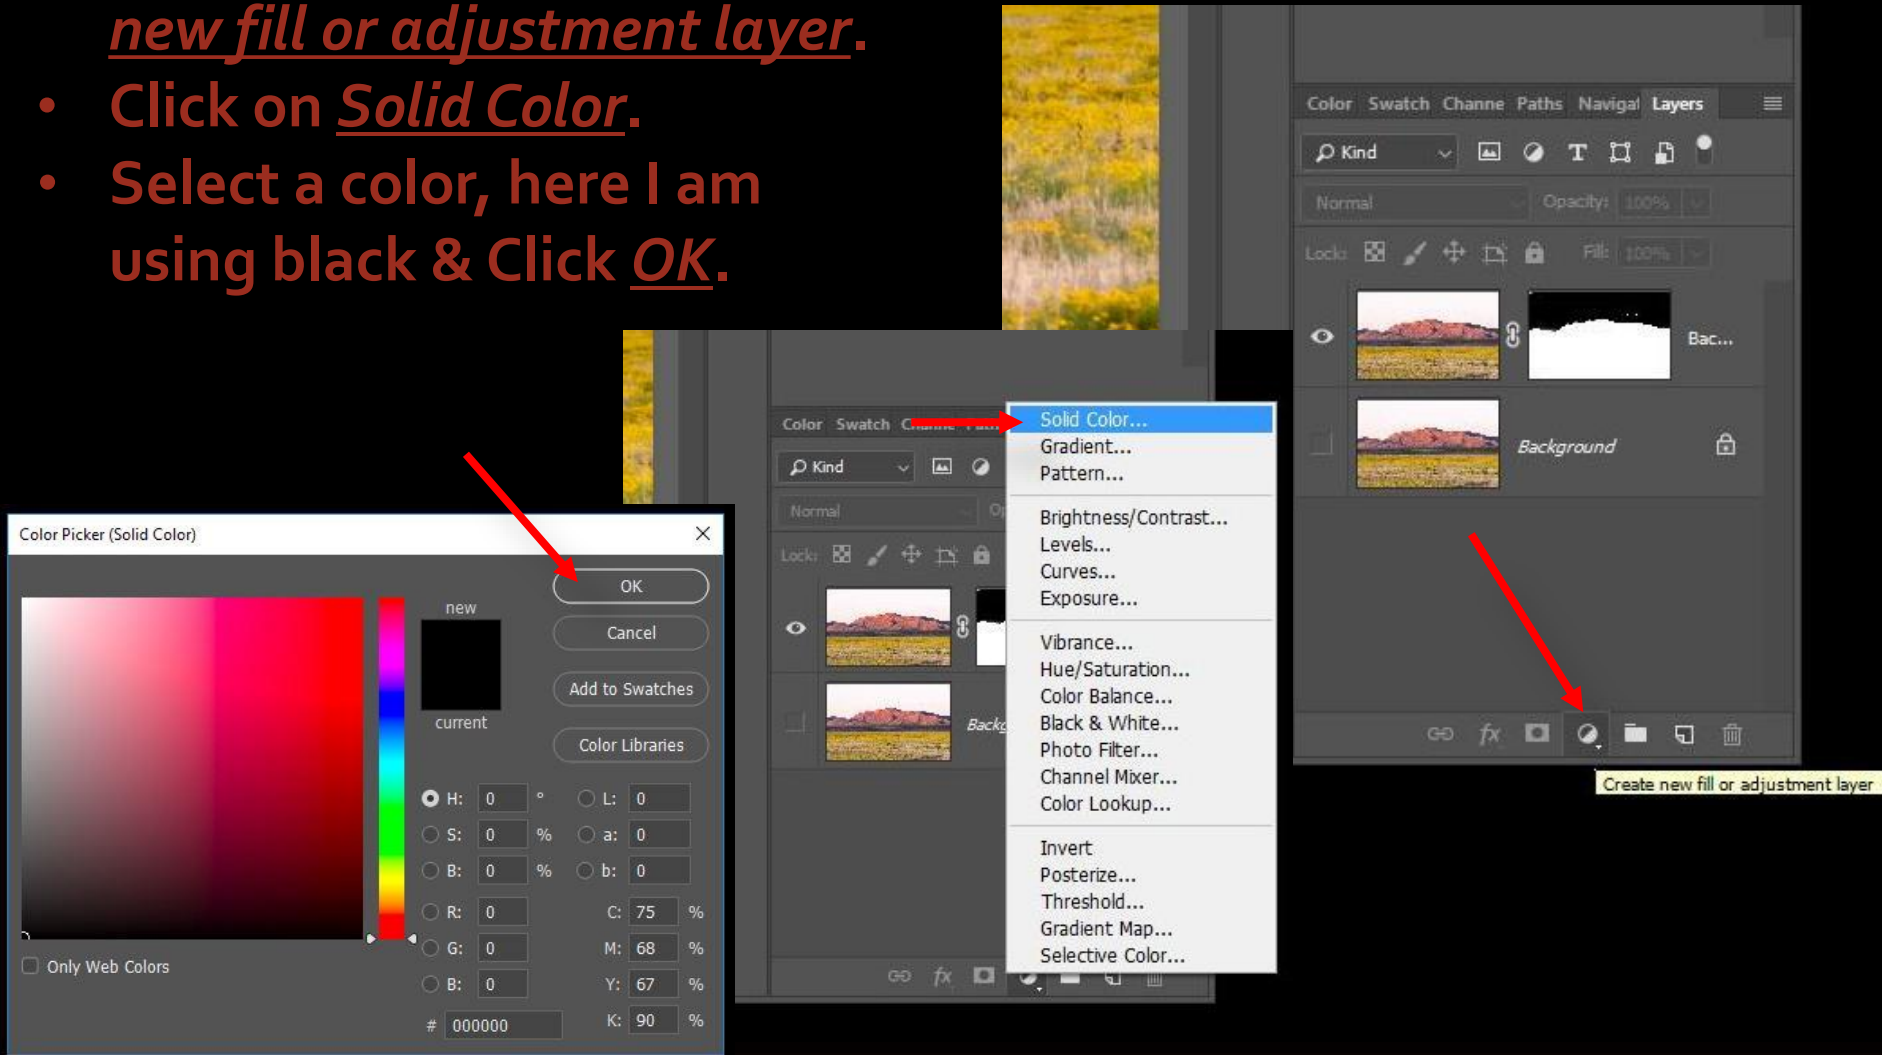 new fill or adjustment layer.
• Click on Solid Color.
• Select a color, here I am
using black & Click OK.
Color Swatch Channe Paths Navigat Layers
Kind
T
Normal Opacity: 100%
Lock: Fill: 100%
Bac...
Background
fx
Create new fill or adjustment layer
Color Swatch
Kind
Normal
Lock:
fx
Solid Color...
Gradient...
Pattern...
Brightness/Contrast...
Levels...
Curves...
Exposure...
Vibrance...
Hue/Saturation...
Color Balance...
Black & White...
Photo Filter...
Channel Mixer...
Color Lookup...
Invert
Posterize...
Threshold...
Gradient Map...
Selective Color...
Color Picker (Solid Color)
new
current
OK
Cancel
Add to Swatches
Color Libraries
H: 0 ° L: 0
S: 0 % a: 0
B: 0 % b: 0
R: 0 C: 75 %
G: 0 M: 68 %
B: 0 Y: 67 %
# 000000 K: 90 %
Only Web Colors